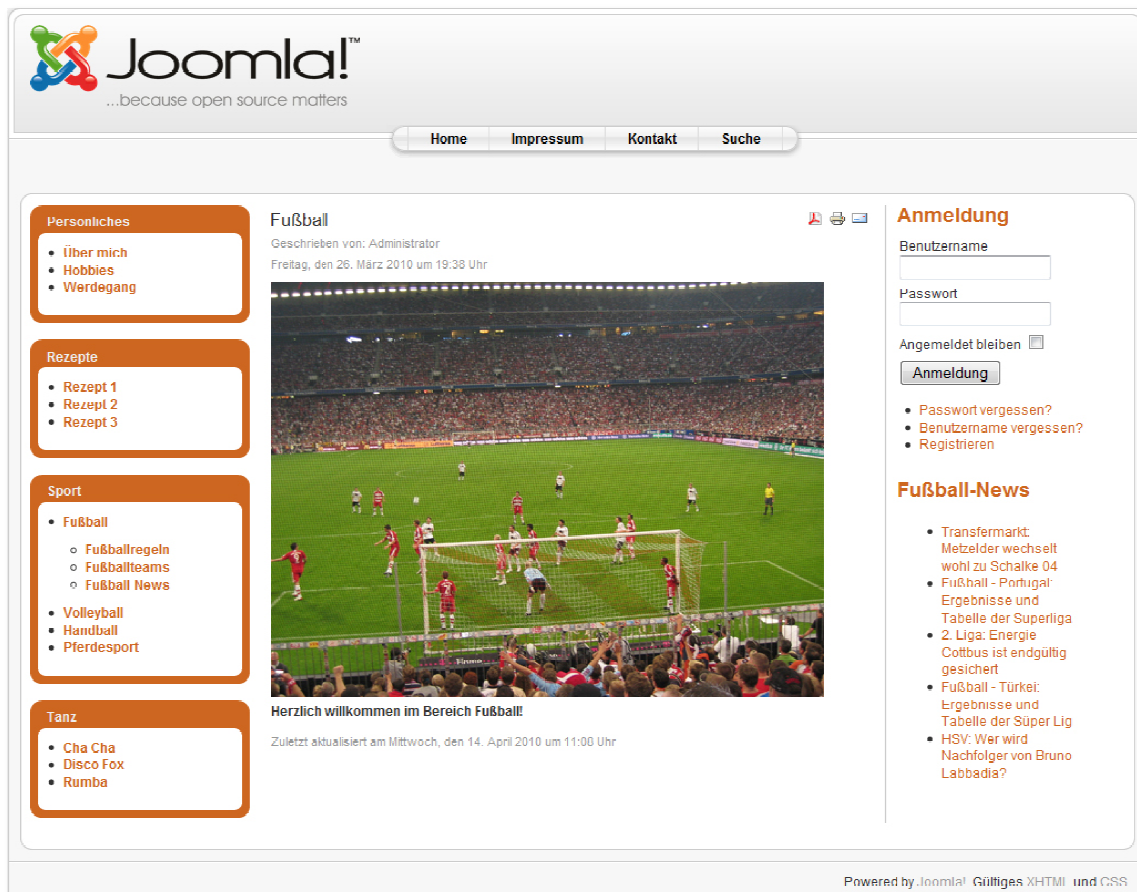 Joomla!™
...because open source matters
Home Impressum Kontakt Suche
Persönliches
Über mich
Hobbies
Werdegang
Rezepte
Rezept 1
Rezept 2
Rezept 3
Sport
Fußball
Fußballregeln
Fußballteams
Fußball News
Volleyball
Handball
Pferdesport
Tanz
Cha Cha
Disco Fox
Rumba
Fußball
Geschrieben von: Administrator
Freitag, den 26. März 2010 um 19:38 Uhr
Herzlich willkommen im Bereich Fußball!
Zuletzt aktualisiert am Mittwoch, den 14. April 2010 um 11:08 Uhr
Anmeldung
Benutzername
Passwort
Angemeldet bleiben
Anmeldung
Passwort vergessen?
Benutzername vergessen?
Registrieren
Fußball-News
Transfermarkt:
Metzelder wechselt
wohl zu Schalke 04
Fußball - Portugal:
Ergebnisse und
Tabelle der Superliga
2. Liga: Energie
Cottbus ist endgültig
gesichert
Fußball - Türkei:
Ergebnisse und
Tabelle der Süper Lig
HSV: Wer wird
Nachfolger von Bruno
Labbadia?
Powered by Joomla! Gültiges XHTML und CSS